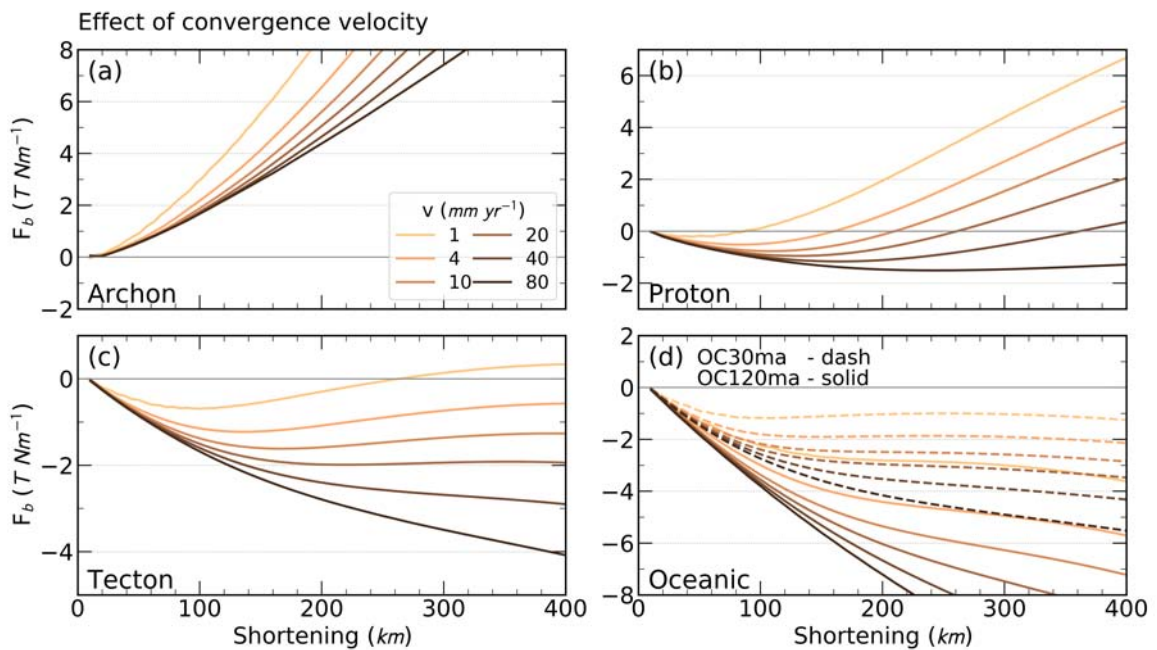 Effect of convergence velocity
(a)
8
6
4
2
0
−2
F_b ( T Nm⁻¹)
Archon
v (mm yr⁻¹)
1 20
4 40
10 80
(b)
6
4
2
0
−2
Proton
(c)
0
−2
−4
F_b ( T Nm⁻¹)
Tecton
0 100 200 300 400
Shortening (km)
(d)
OC30ma - dash
OC120ma - solid
2
0
−2
−4
−6
−8
Oceanic
0 100 200 300 400
Shortening (km)